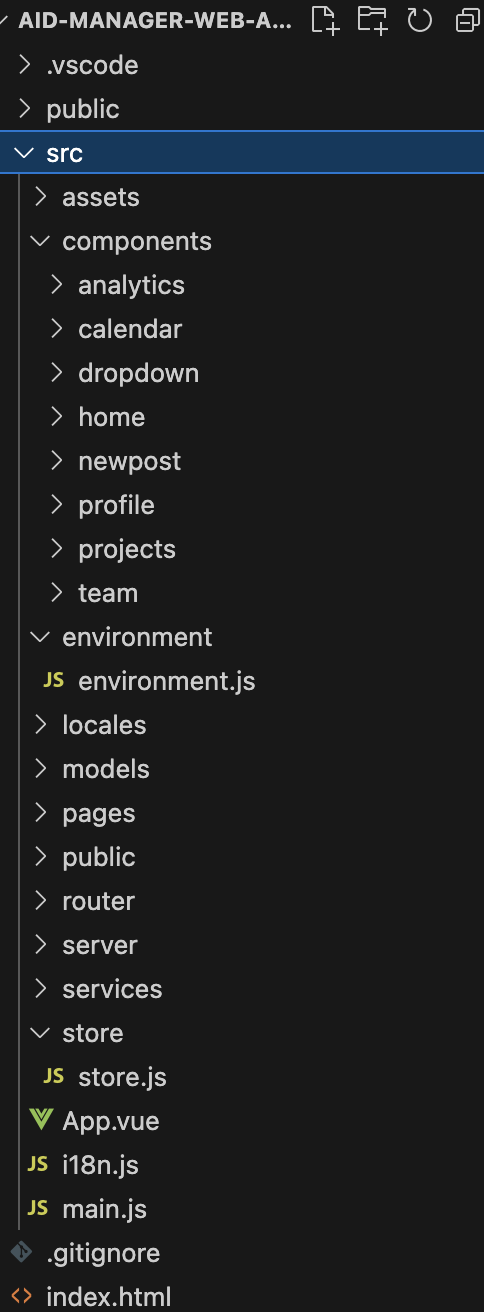 AID-MANAGER-WEB-A...
.vscode
public
src
assets
components
analytics
calendar
dropdown
home
newpost
profile
projects
team
environment
JS environment.js
locales
models
pages
public
router
server
services
store
JS store.js
App.vue
JS i18n.js
JS main.js
.gitignore
<> index.html